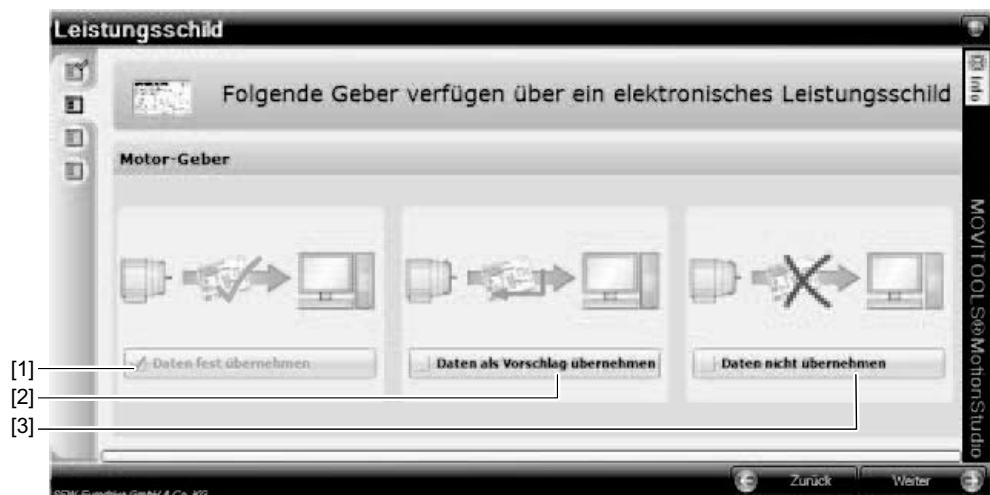 Leistungsschild
Info
Folgende Geber verfügen über ein elektronisches Leistungsschild
Motor-Geber
[1]
Daten fest übernehmen
[2]
Daten als Vorschlag übernehmen
[3]
Daten nicht übernehmen
MOVITOOLS®MotionStudio
Zurück
Weiter
SEW-Eurodrive GmbH & Co. KG